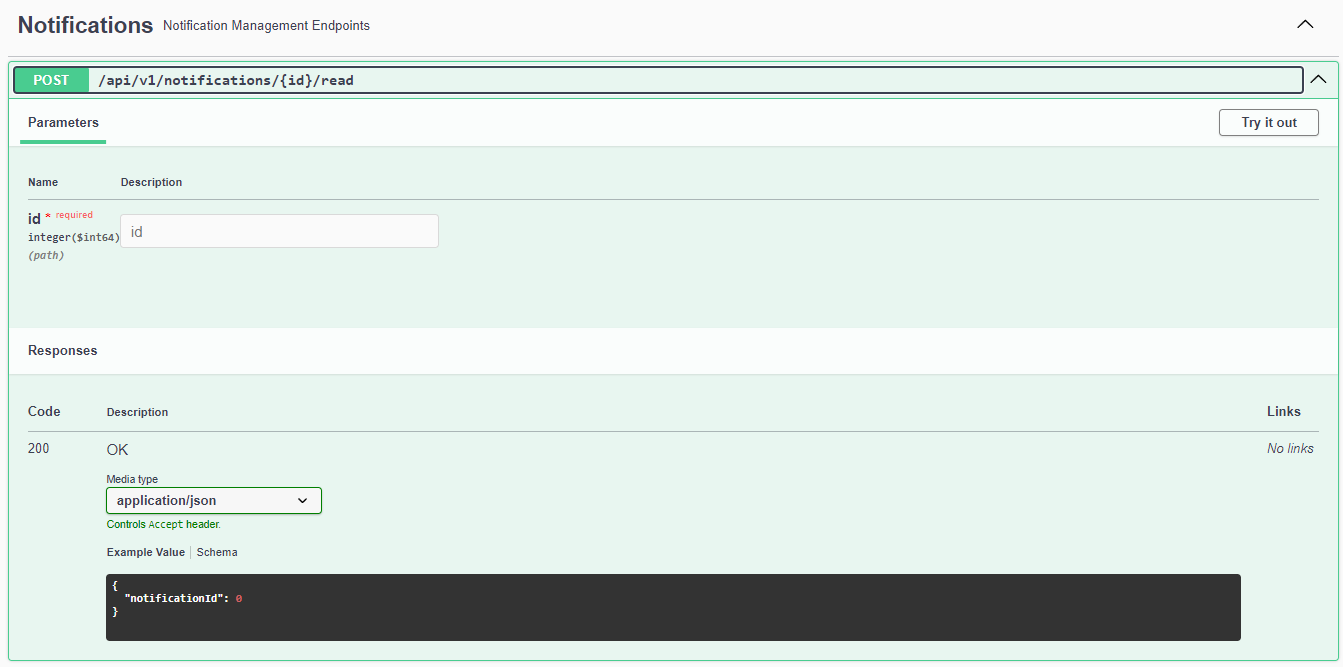 Notifications Notification Management Endpoints
POST /api/v1/notifications/{id}/read
Parameters Try it out
Name Description
id * required
integer($int64) id
(path)
Responses
Code Description Links
200 OK No links
Media type
application/json
Controls Accept header.
Example Value Schema
{
"notificationId": 0
}